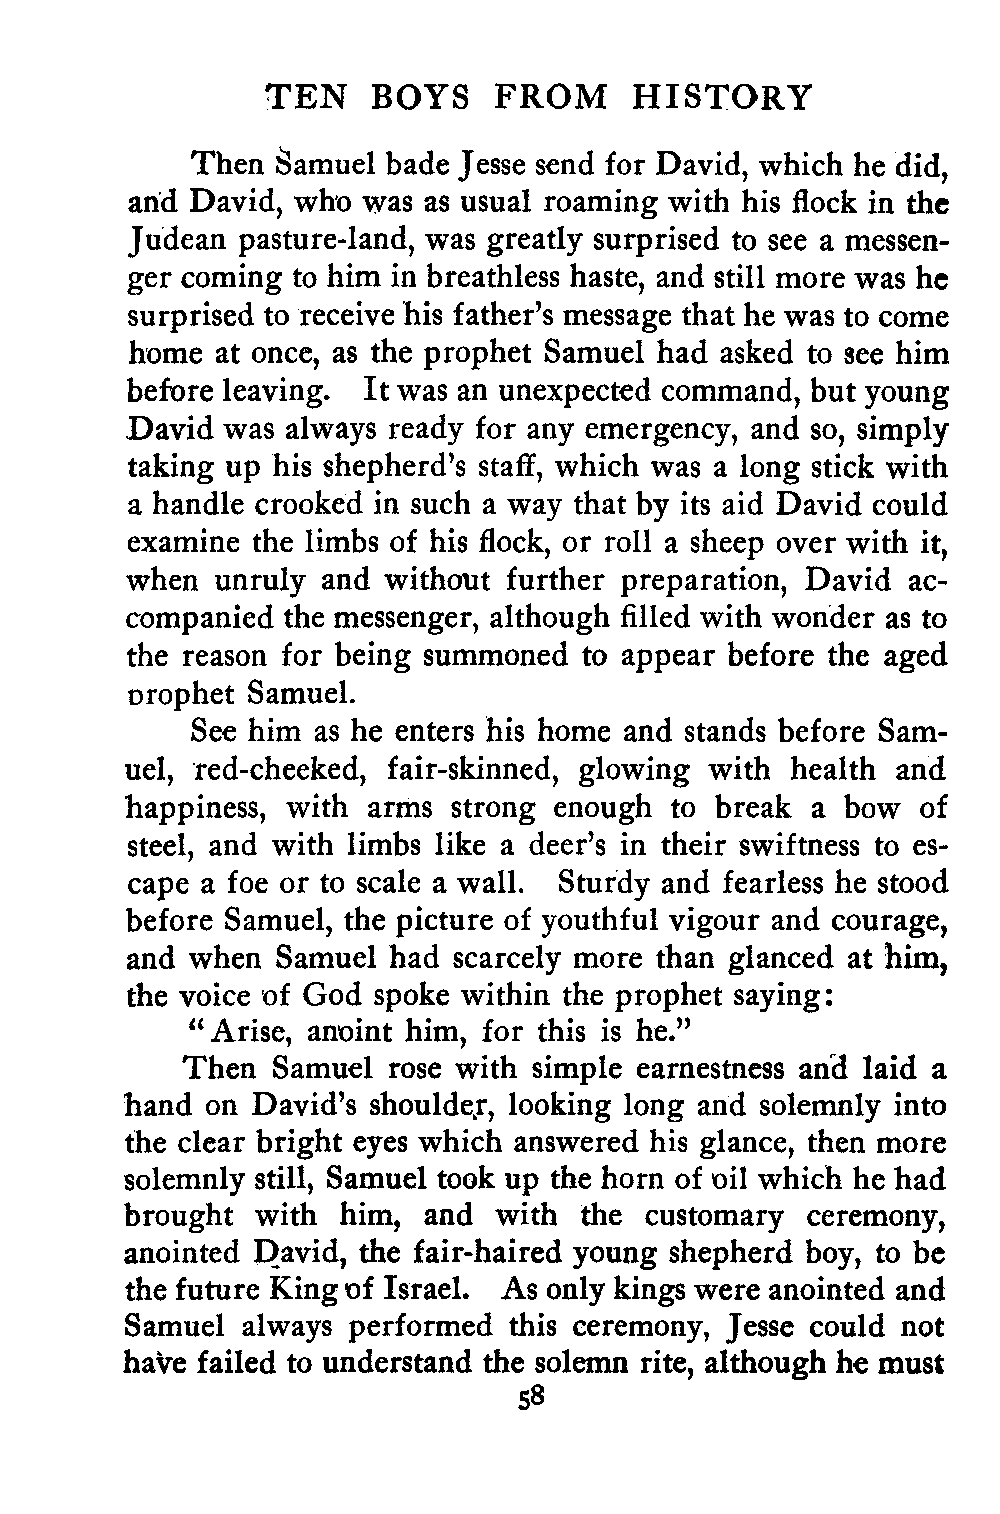 TEN BOYS FROM HISTORY
Then Samuel bade Jesse send for David, which he did,
and David, who was as usual roaming with his flock in the
Judean pasture-land, was greatly surprised to see a messen-
ger coming to him in breathless haste, and still more was he
surprised to receive his father's message that he was to come
home at once, as the prophet Samuel had asked to see him
before leaving. It was an unexpected command, but young
David was always ready for any emergency, and so, simply
taking up his shepherd's staff, which was a long stick with
a handle crooked in such a way that by its aid David could
examine the limbs of his flock, or roll a sheep over with it,
when unruly and without further preparation, David ac-
companied the messenger, although filled with wonder as to
the reason for being summoned to appear before the aged
prophet Samuel.
See him as he enters his home and stands before Sam-
uel, red-cheeked, fair-skinned, glowing with health and
happiness, with arms strong enough to break a bow of
steel, and with limbs like a deer's in their swiftness to es-
cape a foe or to scale a wall. Sturdy and fearless he stood
before Samuel, the picture of youthful vigour and courage,
and when Samuel had scarcely more than glanced at him,
the voice of God spoke within the prophet saying:
"Arise, anoint him, for this is he."
Then Samuel rose with simple earnestness and laid a
hand on David's shoulder, looking long and solemnly into
the clear bright eyes which answered his glance, then more
solemnly still, Samuel took up the horn of oil which he had
brought with him, and with the customary ceremony,
anointed David, the fair-haired young shepherd boy, to be
the future King of Israel. As only kings were anointed and
Samuel always performed this ceremony, Jesse could not
have failed to understand the solemn rite, although he must
58